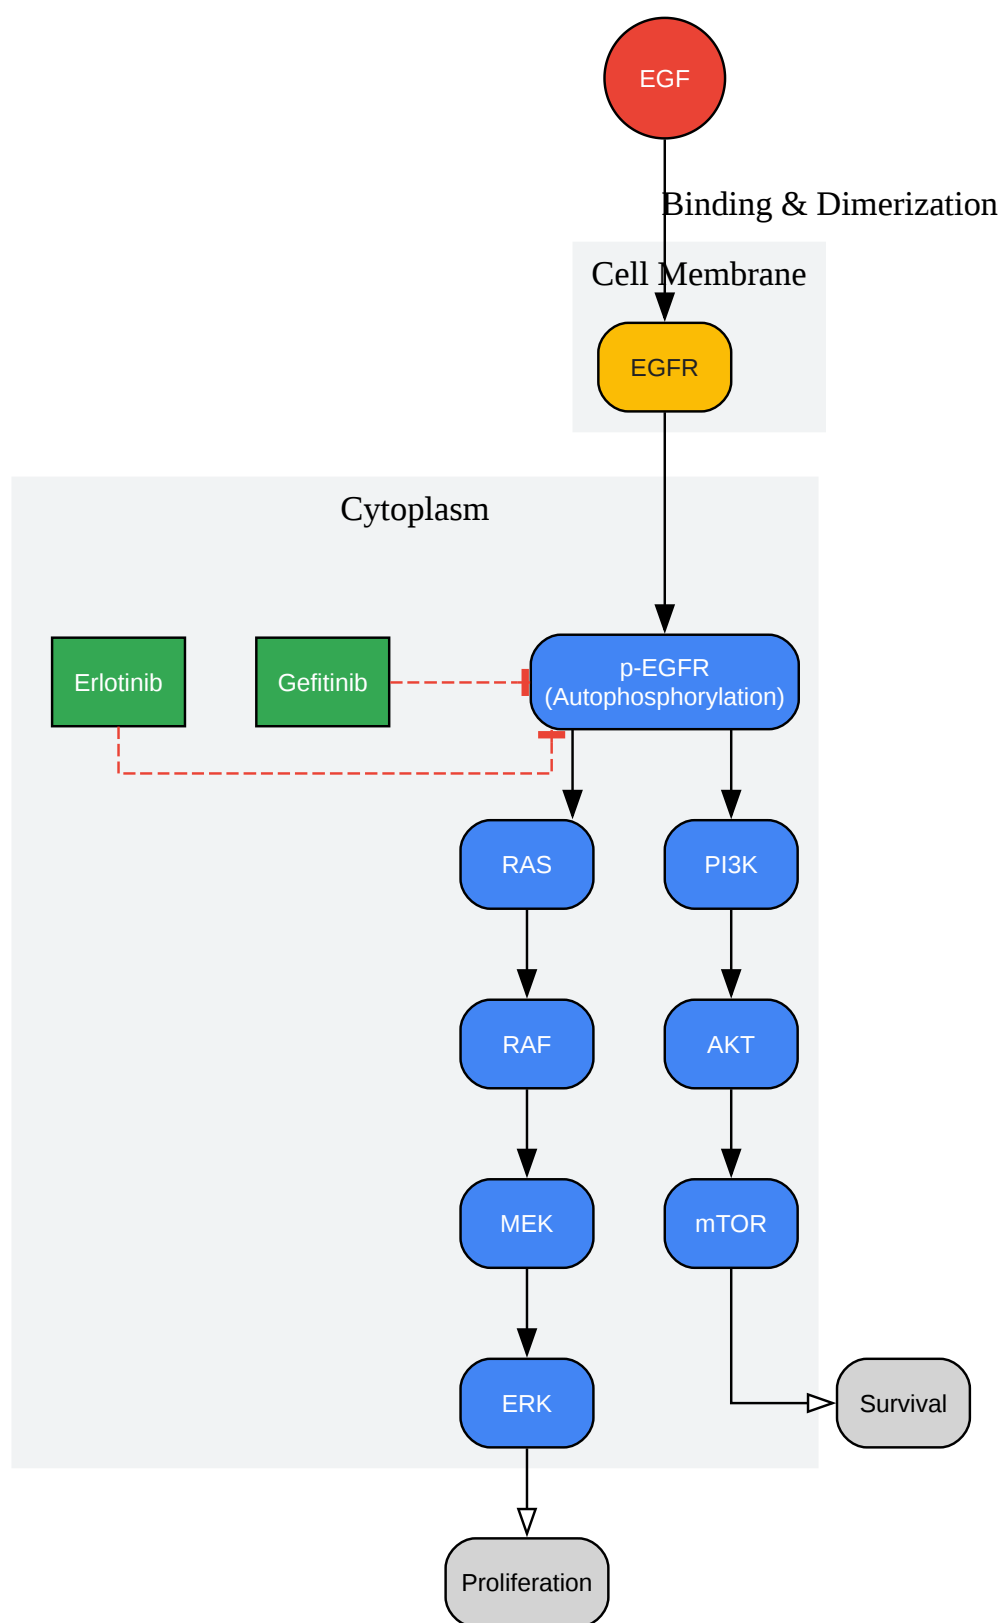 EGF
Binding & Dimerization
Cell Membrane
EGFR
Cytoplasm
Erlotinib
Gefitinib
p-EGFR
(Autophosphorylation)
RAS
PI3K
RAF
AKT
MEK
mTOR
ERK
Survival
Proliferation